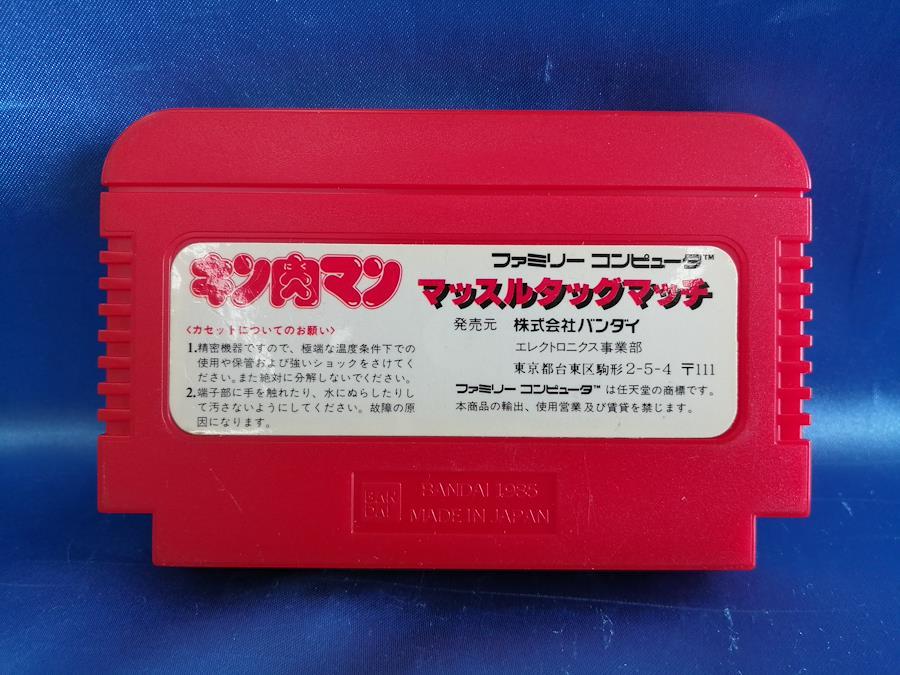 キン肉マン
ファミリー コンピュータ™
マッスルタッグマッチ
発売元 株式会社バンダイ
エレクトロニクス事業部
東京都台東区駒形2-5-4 〒111
ファミリー コンピュータ™ は任天堂の商標です。
本商品の輸出、使用営業及び賃貸を禁じます。
〈カセットについてのお願い〉
1.精密機器ですので、極端な温度条件下での
使用や保管および強いショックをさけてく
ださい。また絶対に分解しないでください。
2.端子部に手を触れたり、水にぬらしたりし
て汚さないようにしてください。故障の原
因になります。
BAN
DAI
BANDAI 1985
MADE IN JAPAN